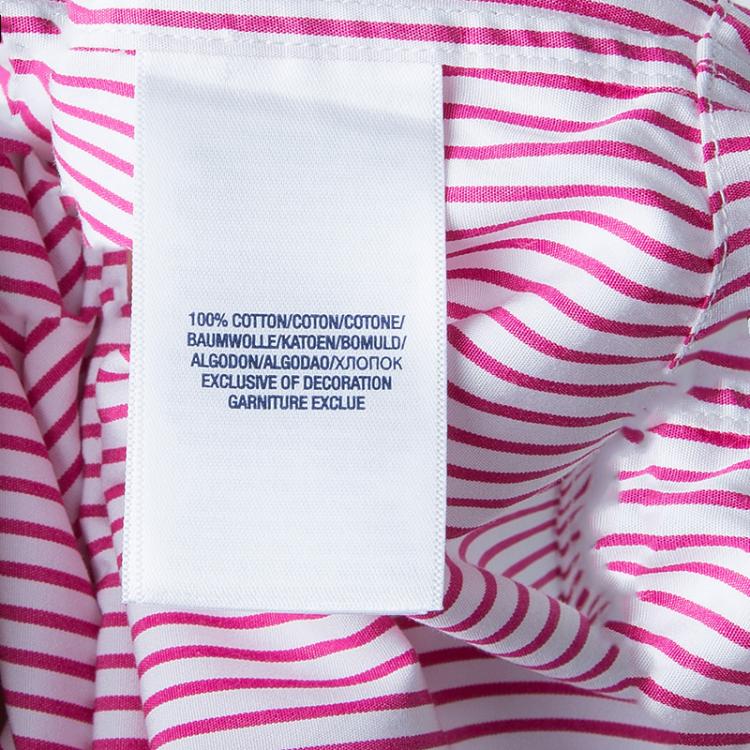 100% COTTON/COTON/COTONE/
BAUMWOLLE/KATOEN/BOMULD/
ALGODON/ALGODAO/ХЛОПОК
EXCLUSIVE OF DECORATION
GARNITURE EXCLUE